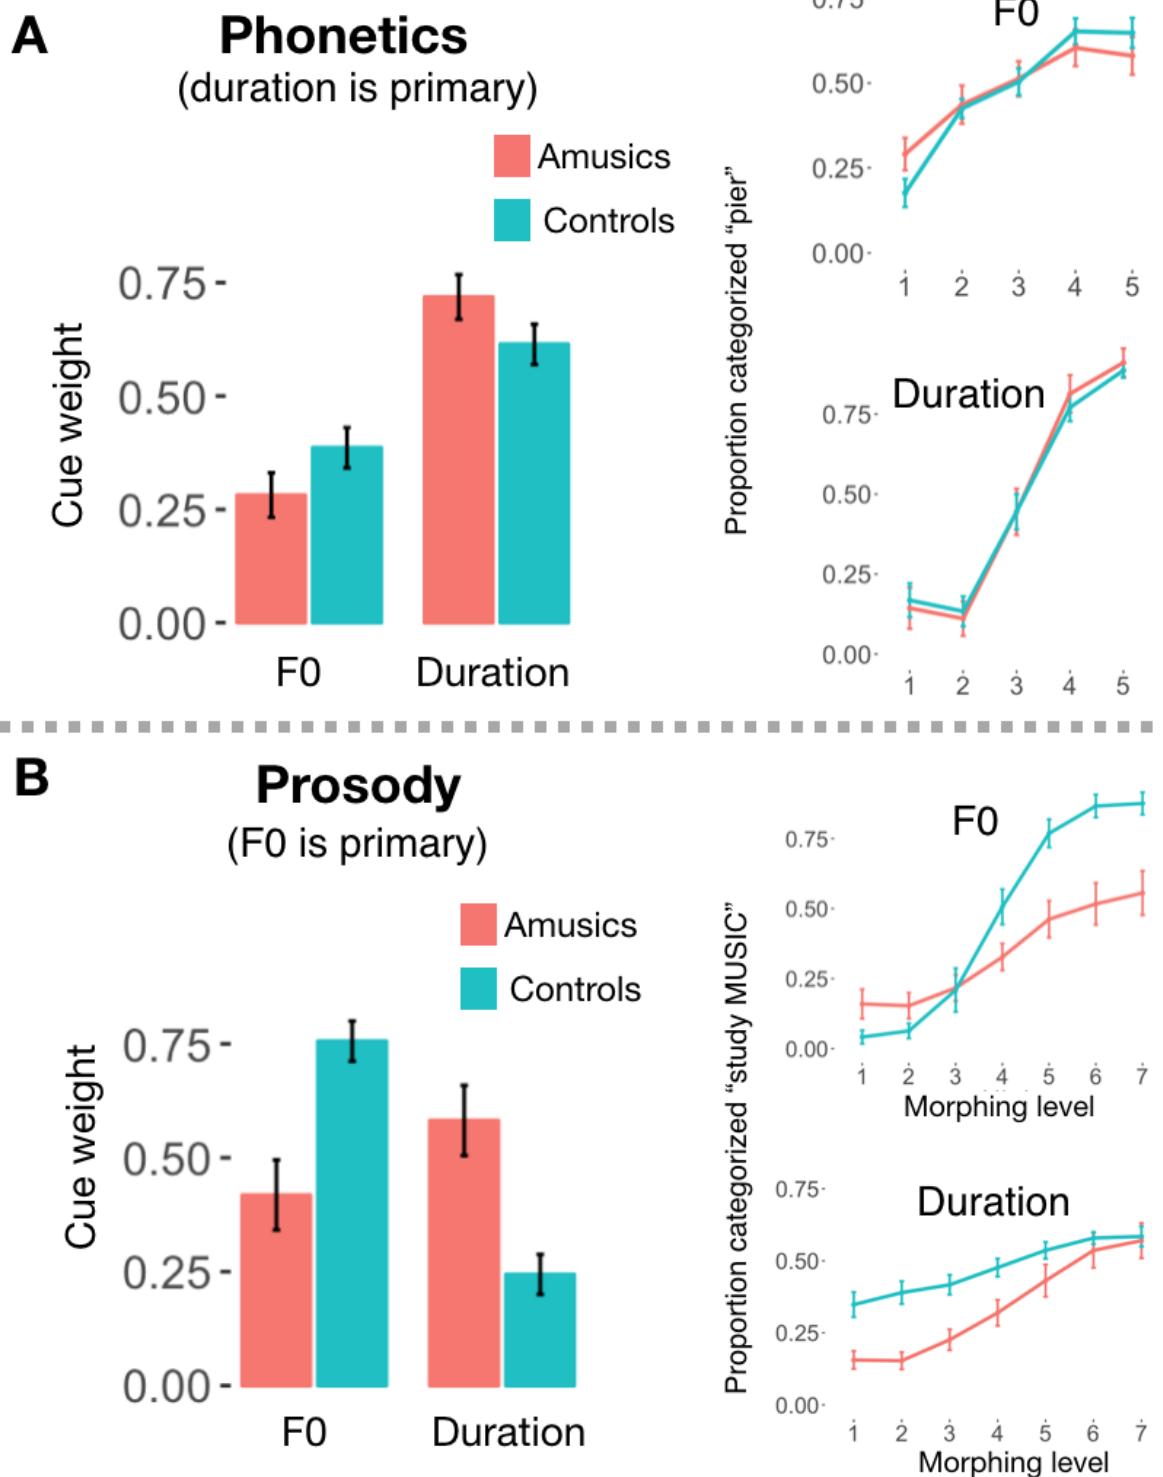 A
Phonetics
(duration is primary)
Amusics
Controls
Cue weight
0.75
0.50
0.25
0.00
F0 Duration
Proportion categorized “pier”
F0
0.75
0.50
0.25
0.00
1 2 3 4 5
Duration
0.75
0.50
0.25
0.00
1 2 3 4 5
B
Prosody
(F0 is primary)
Amusics
Controls
Cue weight
0.75
0.50
0.25
0.00
F0 Duration
Proportion categorized “study MUSIC”
F0
0.75
0.50
0.25
0.00
1 2 3 4 5 6 7
Morphing level
Duration
0.75
0.50
0.25
0.00
1 2 3 4 5 6 7
Morphing level